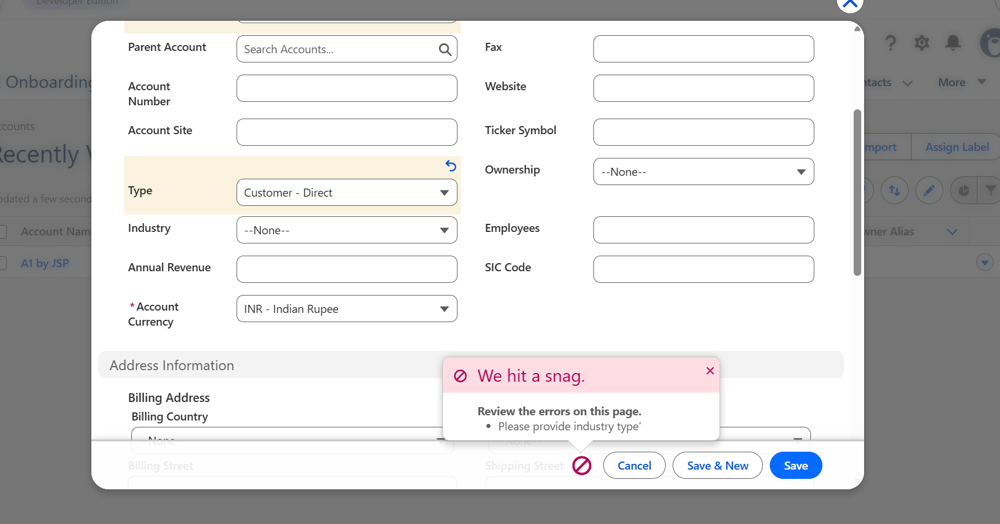 Developer Edition
Onboarding
ntacts
More
ccounts
Recently V
mport
Assign Label
pdated a few second
Account Nam
wner Alias
A1 by JSP
Parent Account
Search Accounts...
Fax
Account
Number
Website
Account Site
Ticker Symbol
Type
Customer - Direct
Ownership
--None--
Industry
--None--
Employees
Annual Revenue
SIC Code
*Account
Currency
INR - Indian Rupee
Address Information
We hit a snag.
Review the errors on this page.
• Please provide industry type’
Billing Address
Billing Country
--None--
--None--
Billing Street
Shipping Street
Cancel
Save & New
Save